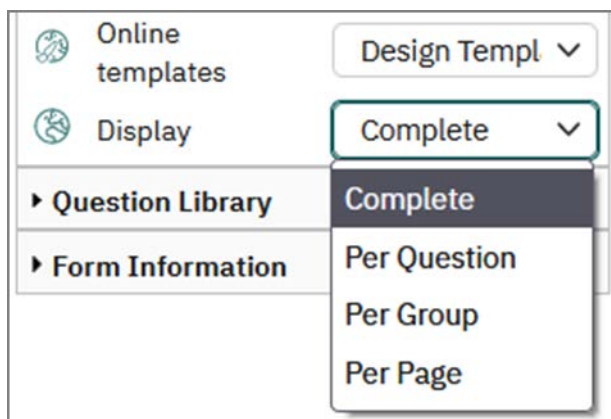 Online
templates
Design Templ
Display
Complete
Question Library
Complete
Form Information
Per Question
Per Group
Per Page